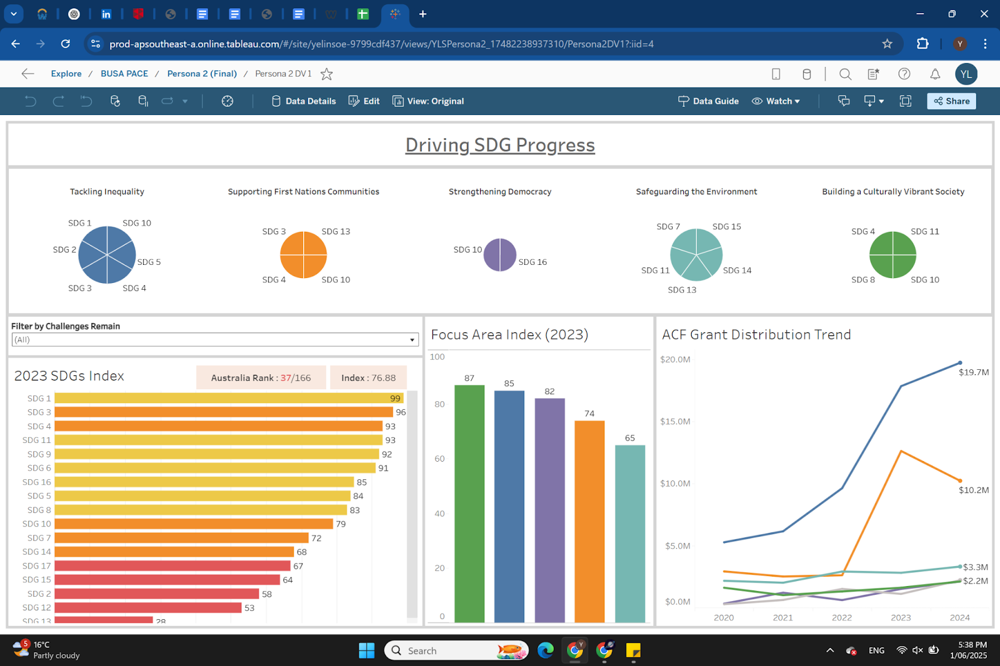 prod-apsoutheast-a.online.tableau.com/#/site/yelinsoe-9799cdf437/views/YLSPersona2_17482238937310/Persona2DV1?:iid=4
Y
Explore / BUSA PACE / Persona 2 (Final) / Persona 2 DV1
YL
Data Details
Edit
View: Original
Data Guide
Watch
Share
Driving SDG Progress
Tackling Inequality
SDG 1
SDG 10
SDG 2
SDG 5
SDG 3
SDG 4
Supporting First Nations Communities
SDG 3
SDG 13
SDG 4
SDG 10
Strengthening Democracy
SDG 10
SDG 16
Safeguarding the Environment
SDG 7
SDG 15
SDG 11
SDG 14
SDG 13
Building a Culturally Vibrant Society
SDG 4
SDG 11
SDG 8
SDG 10
Filter by Challenges Remain
(All)
2023 SDGs Index
Australia Rank : 37/166
Index : 76.88
SDG 1 99
SDG 3 96
SDG 4 93
SDG 11 93
SDG 9 92
SDG 6 91
SDG 16 85
SDG 5 84
SDG 8 83
SDG 10 79
SDG 7 72
SDG 14 68
SDG 17 67
SDG 15 64
SDG 2 58
SDG 12 53
SDG 13 28
Focus Area Index (2023)
100
80
60
40
20
0
87
85
82
74
65
ACF Grant Distribution Trend
$20.0M
$15.0M
$10.0M
$5.0M
$0.0M
$19.7M
$10.2M
$3.3M
$2.2M
2020 2021 2022 2023 2024
5
16°C
Partly cloudy
Search
Y
ENG
5:38 PM
1/06/2025